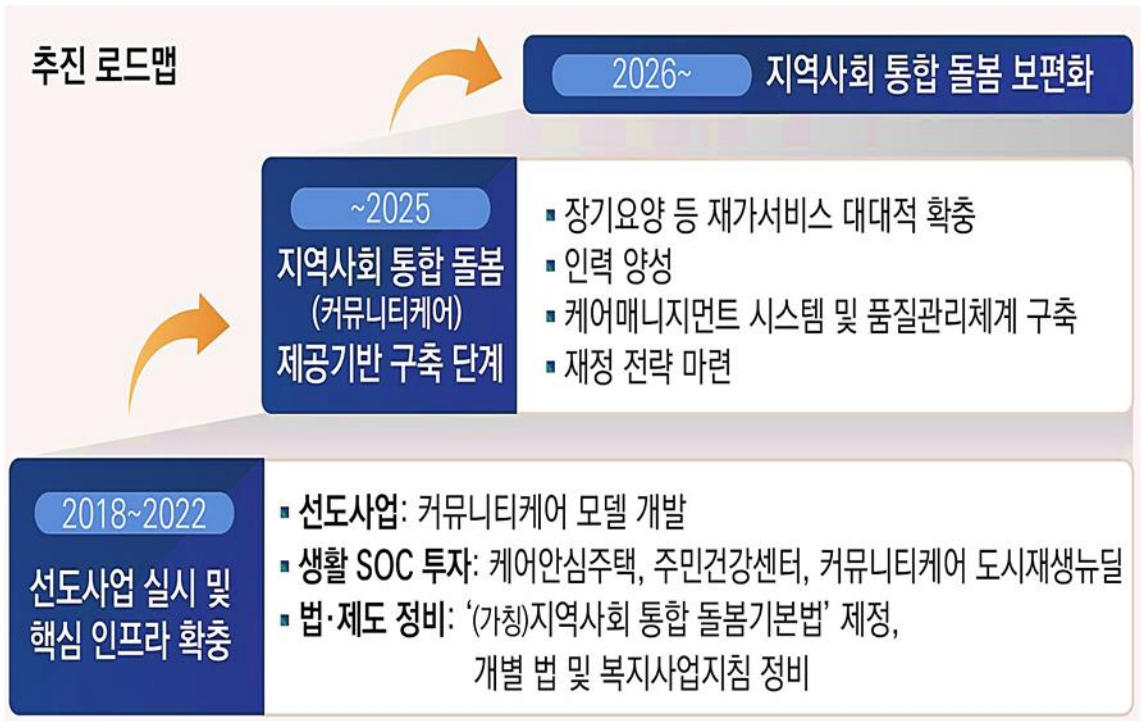 추진 로드맵
2026~ 지역사회 통합 돌봄 보편화
~2025
지역사회 통합 돌봄
(커뮤니티케어)
제공기반 구축 단계
▪ 장기요양 등 재가서비스 대대적 확충
▪ 인력 양성
▪ 케어매니지먼트 시스템 및 품질관리체계 구축
▪ 재정 전략 마련
2018~2022
선도사업 실시 및
핵심 인프라 확충
▪ 선도사업: 커뮤니티케어 모델 개발
▪ 생활 SOC 투자: 케어안심주택, 주민건강센터, 커뮤니티케어 도시재생뉴딜
▪ 법·제도 정비: ‘(가칭)지역사회 통합 돌봄기본법’ 제정,
개별 법 및 복지사업지침 정비